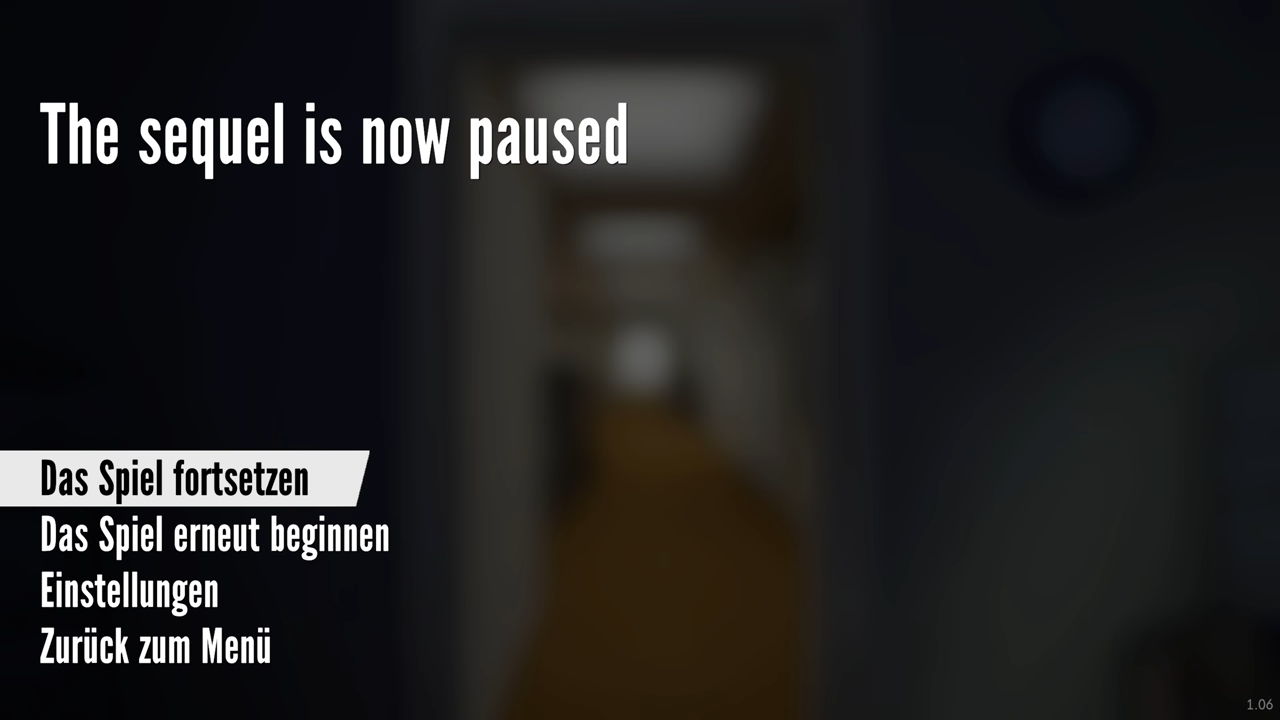 The sequel is now paused
Das Spiel fortsetzen
Das Spiel erneut beginnen
Einstellungen
Zurück zum Menü
1.06